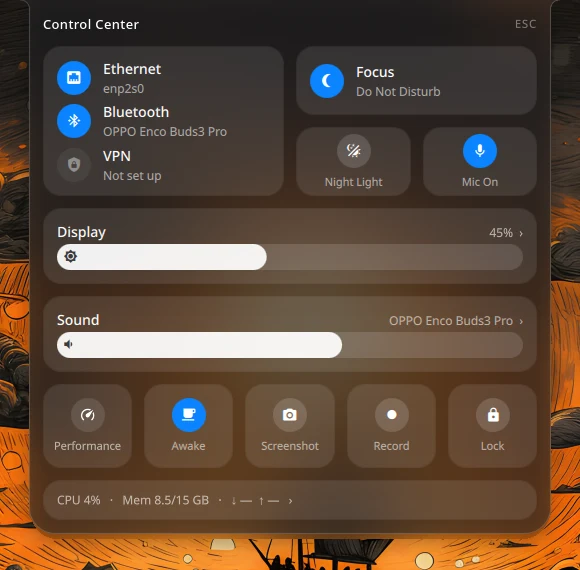 Control Center
ESC
Ethernet
enp2s0
Bluetooth
OPPO Enco Buds3 Pro
VPN
Not set up
Focus
Do Not Disturb
Night Light
Mic On
Display
45% ›
Sound
OPPO Enco Buds3 Pro ›
Performance
Awake
Screenshot
Record
Lock
CPU 4% · Mem 8.5/15 GB · ↓ — ↑ — ›